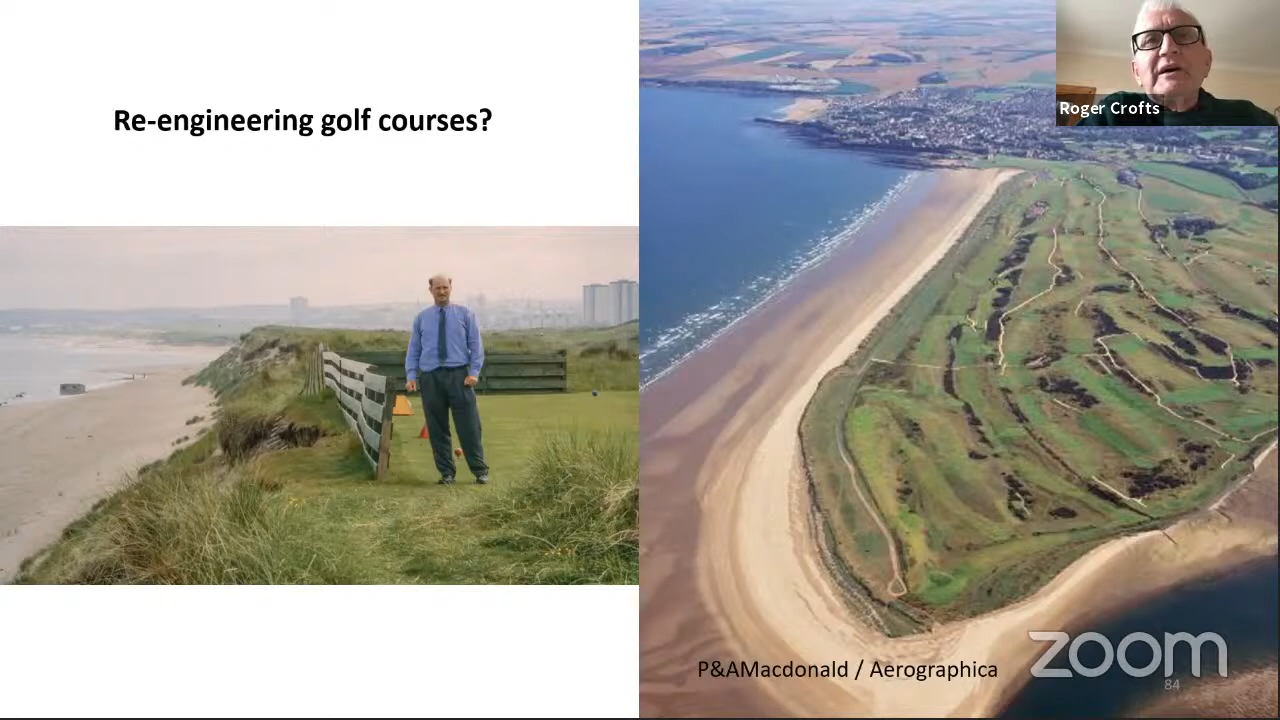 Re-engineering golf courses?
Roger Crofts
P&AMacdonald / Aerographica
zoom
84